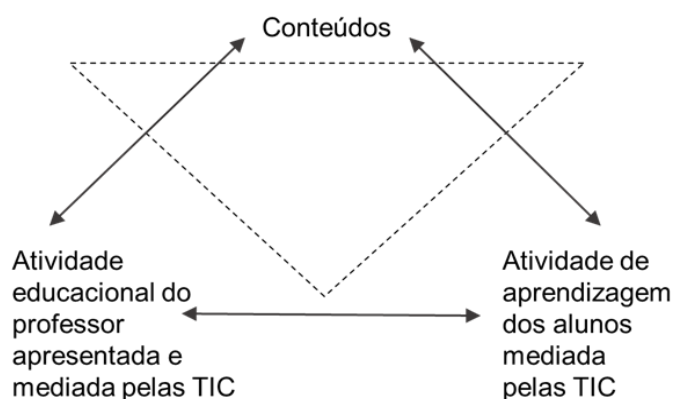 Conteúdos
Atividade
educacional do
professor
apresentada e
mediada pelas TIC
Atividade de
aprendizagem
dos alunos
mediada
pelas TIC